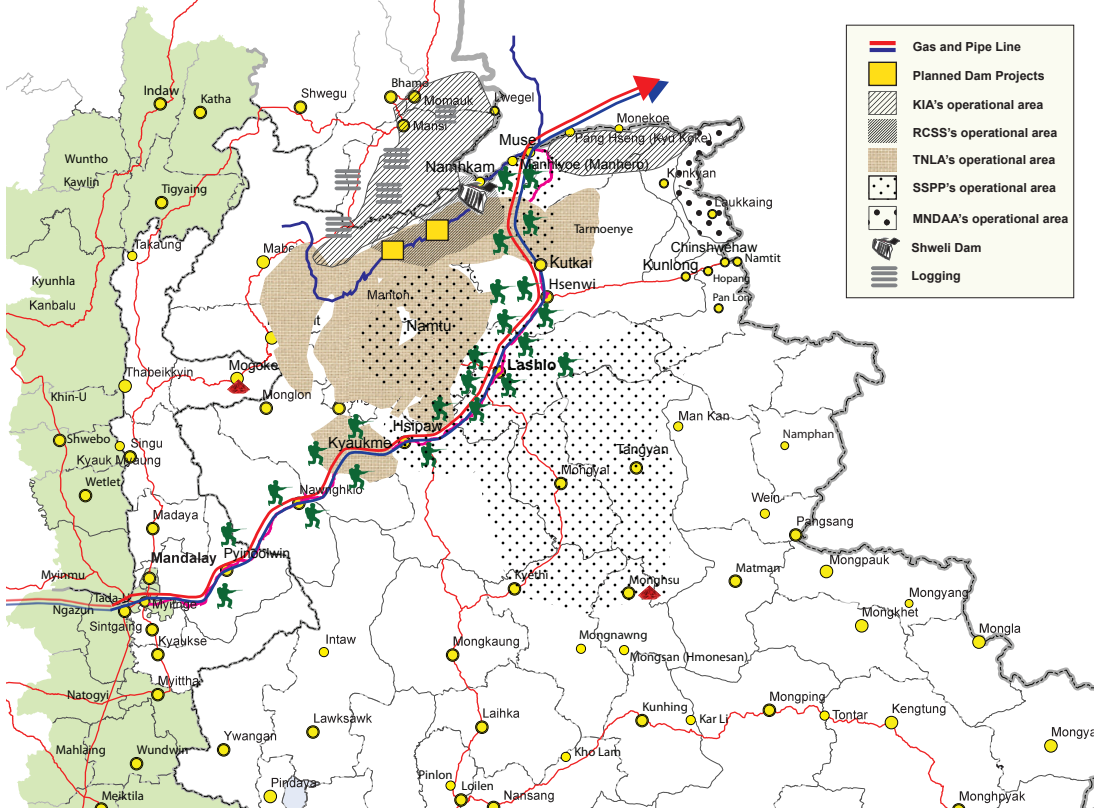 Gas and Pipe Line
Planned Dam Projects
KIA's operational area
RCSS's operational area
TNLA's operational area
SSPP's operational area
MNDAA's operational area
Shweli Dam
Logging
Indaw
Katha
Shwegu
Bhamo
Momauk
Lwegel
Mansi
Monekoe
Pang Hseng (Kyu Koke)
Muse
Manhlyoe (Manhero)
Namhkam
Konkyan
Laukkaing
Wuntho
Kawlin
Tigyaing
Takaung
Mabe
Tarmoenye
Chinshwehaw
Namtit
Kutkai
Kunlong
Hopang
Hsenwi
Pan Lon
Kyunhla
Kanbalu
Manton
Namtu
Mogoke
Lashio
Thabeikkyin
Khin-U
Monglon
Man Kan
Namphan
Hsipaw
Kyaukme
Shwebo
Singu
Kyauk Myaung
Tangyan
Mongyai
Wetlet
Nawnghkio
Wein
Madaya
Pangsang
Mandalay
Pyinoolwin
Myinmu
Kyethi
Monghsu
Matman
Mongpauk
Tada-U
Myitnge
Ngazun
Mongyang
Sintgaing
Mongkhet
Kyaukse
Intaw
Mongkaung
Mongnawng
Mongsan (Hmonesan)
Mongla
Myittha
Natogyi
Lawksawk
Laihka
Kunhing
Kar Li
Mongping
Tontar
Kengtung
Mongya
Mahlaing
Wundwin
Ywangan
Kho Lam
Pindaya
Pinlon
Loilen
Nansang
Monghpyak
Meiktila